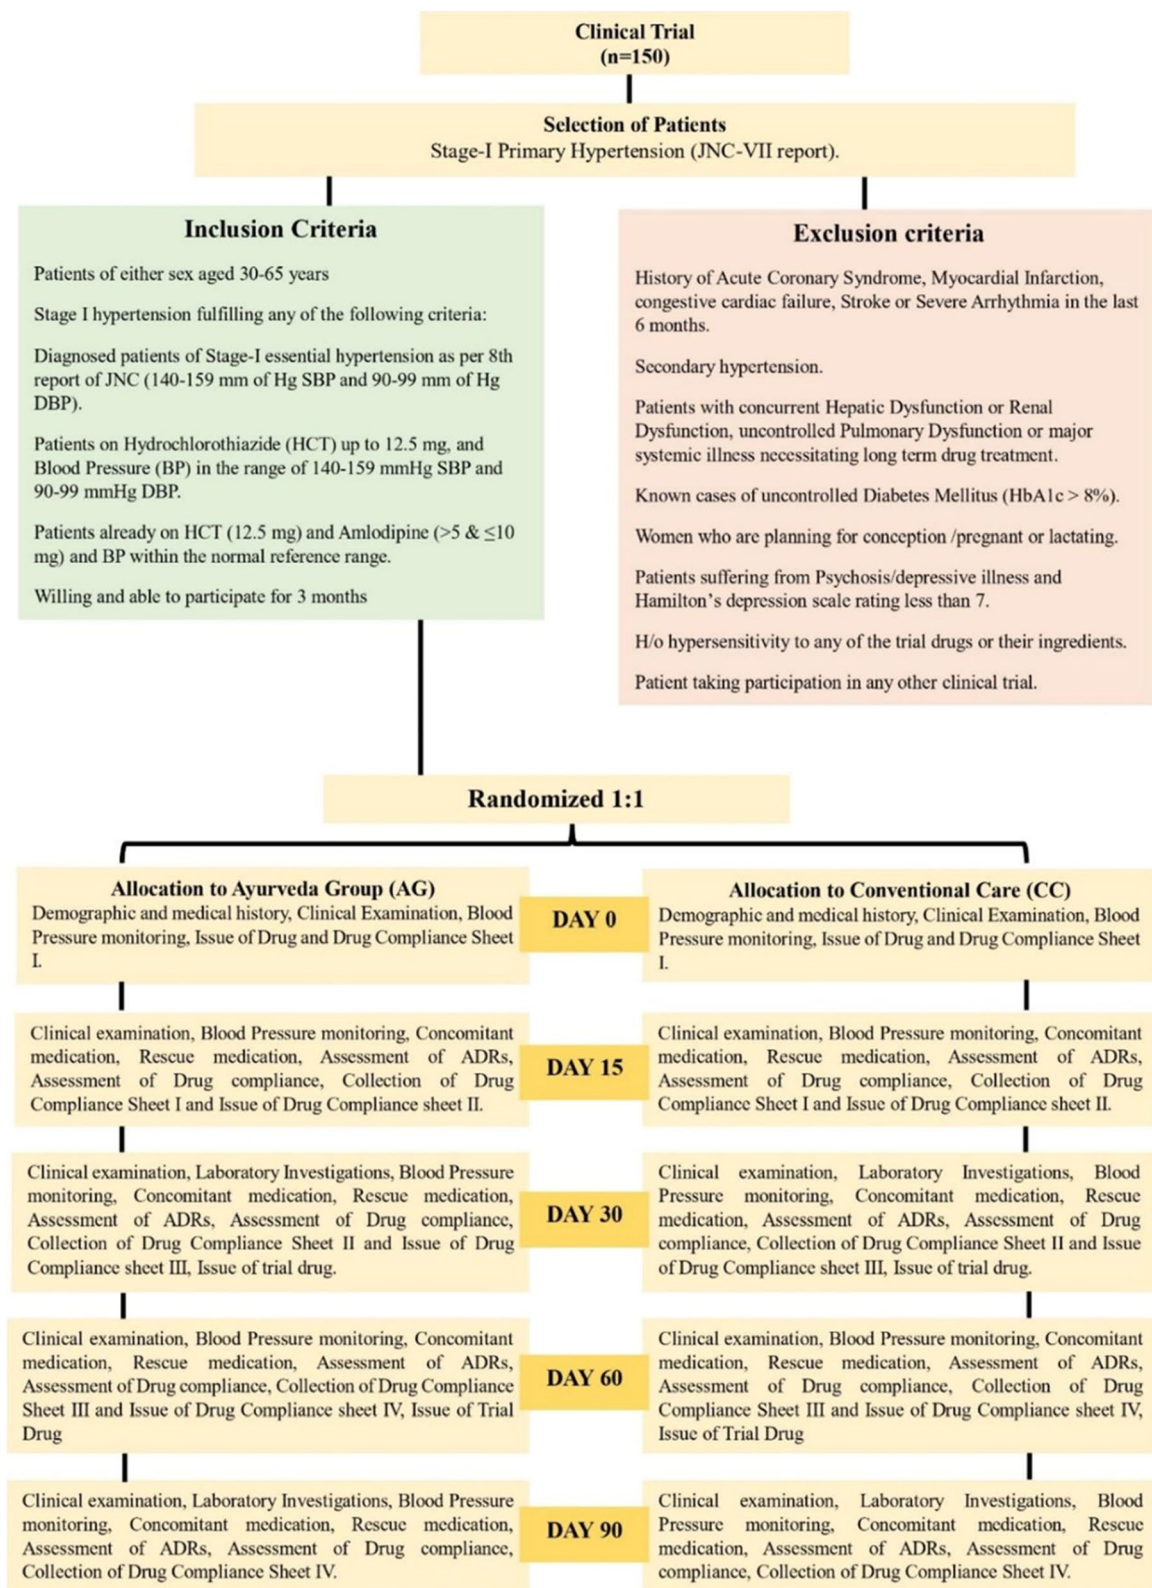 Clinical Trial
(n=150)
Selection of Patients
Stage-I Primary Hypertension (JNC-VII report).
Inclusion Criteria
Patients of either sex aged 30-65 years
Stage I hypertension fulfilling any of the following criteria:
Diagnosed patients of Stage-I essential hypertension as per 8th
report of JNC (140-159 mm of Hg SBP and 90-99 mm of Hg
DBP).
Patients on Hydrochlorothiazide (HCT) up to 12.5 mg, and
Blood Pressure (BP) in the range of 140-159 mmHg SBP and
90-99 mmHg DBP.
Patients already on HCT (12.5 mg) and Amlodipine (>5 & ≤10
mg) and BP within the normal reference range.
Willing and able to participate for 3 months
Exclusion criteria
History of Acute Coronary Syndrome, Myocardial Infarction,
congestive cardiac failure, Stroke or Severe Arrhythmia in the last
6 months.
Secondary hypertension.
Patients with concurrent Hepatic Dysfunction or Renal
Dysfunction, uncontrolled Pulmonary Dysfunction or major
systemic illness necessitating long term drug treatment.
Known cases of uncontrolled Diabetes Mellitus (HbA1c > 8%).
Women who are planning for conception /pregnant or lactating.
Patients suffering from Psychosis/depressive illness and
Hamilton's depression scale rating less than 7.
H/o hypersensitivity to any of the trial drugs or their ingredients.
Patient taking participation in any other clinical trial.
Randomized 1:1
Allocation to Ayurveda Group (AG)
Demographic and medical history, Clinical Examination, Blood
Pressure monitoring, Issue of Drug and Drug Compliance Sheet
I.
DAY 0
Allocation to Conventional Care (CC)
Demographic and medical history, Clinical Examination, Blood
Pressure monitoring, Issue of Drug and Drug Compliance Sheet
I.
Clinical examination, Blood Pressure monitoring, Concomitant
medication, Rescue medication, Assessment of ADRs,
Assessment of Drug compliance, Collection of Drug
Compliance Sheet I and Issue of Drug Compliance sheet II.
DAY 15
Clinical examination, Blood Pressure monitoring, Concomitant
medication, Rescue medication, Assessment of ADRs,
Assessment of Drug compliance, Collection of Drug
Compliance Sheet I and Issue of Drug Compliance sheet II.
Clinical examination, Laboratory Investigations, Blood Pressure
monitoring, Concomitant medication, Rescue medication,
Assessment of ADRs, Assessment of Drug compliance,
Collection of Drug Compliance Sheet II and Issue of Drug
Compliance sheet III, Issue of trial drug.
DAY 30
Clinical examination, Laboratory Investigations, Blood
Pressure monitoring, Concomitant medication, Rescue
medication, Assessment of ADRs, Assessment of Drug
compliance, Collection of Drug Compliance Sheet II and Issue
of Drug Compliance sheet III, Issue of trial drug.
Clinical examination, Blood Pressure monitoring, Concomitant
medication, Rescue medication, Assessment of ADRs,
Assessment of Drug compliance, Collection of Drug Compliance
Sheet III and Issue of Drug Compliance sheet IV, Issue of Trial
Drug
DAY 60
Clinical examination, Blood Pressure monitoring, Concomitant
medication, Rescue medication, Assessment of ADRs,
Assessment of Drug compliance, Collection of Drug
Compliance Sheet III and Issue of Drug Compliance sheet IV,
Issue of Trial Drug
Clinical examination, Laboratory Investigations, Blood Pressure
monitoring, Concomitant medication, Rescue medication,
Assessment of ADRs, Assessment of Drug compliance,
Collection of Drug Compliance Sheet IV.
DAY 90
Clinical examination, Laboratory Investigations, Blood
Pressure monitoring, Concomitant medication, Rescue
medication, Assessment of ADRs, Assessment of Drug
compliance, Collection of Drug Compliance Sheet IV.